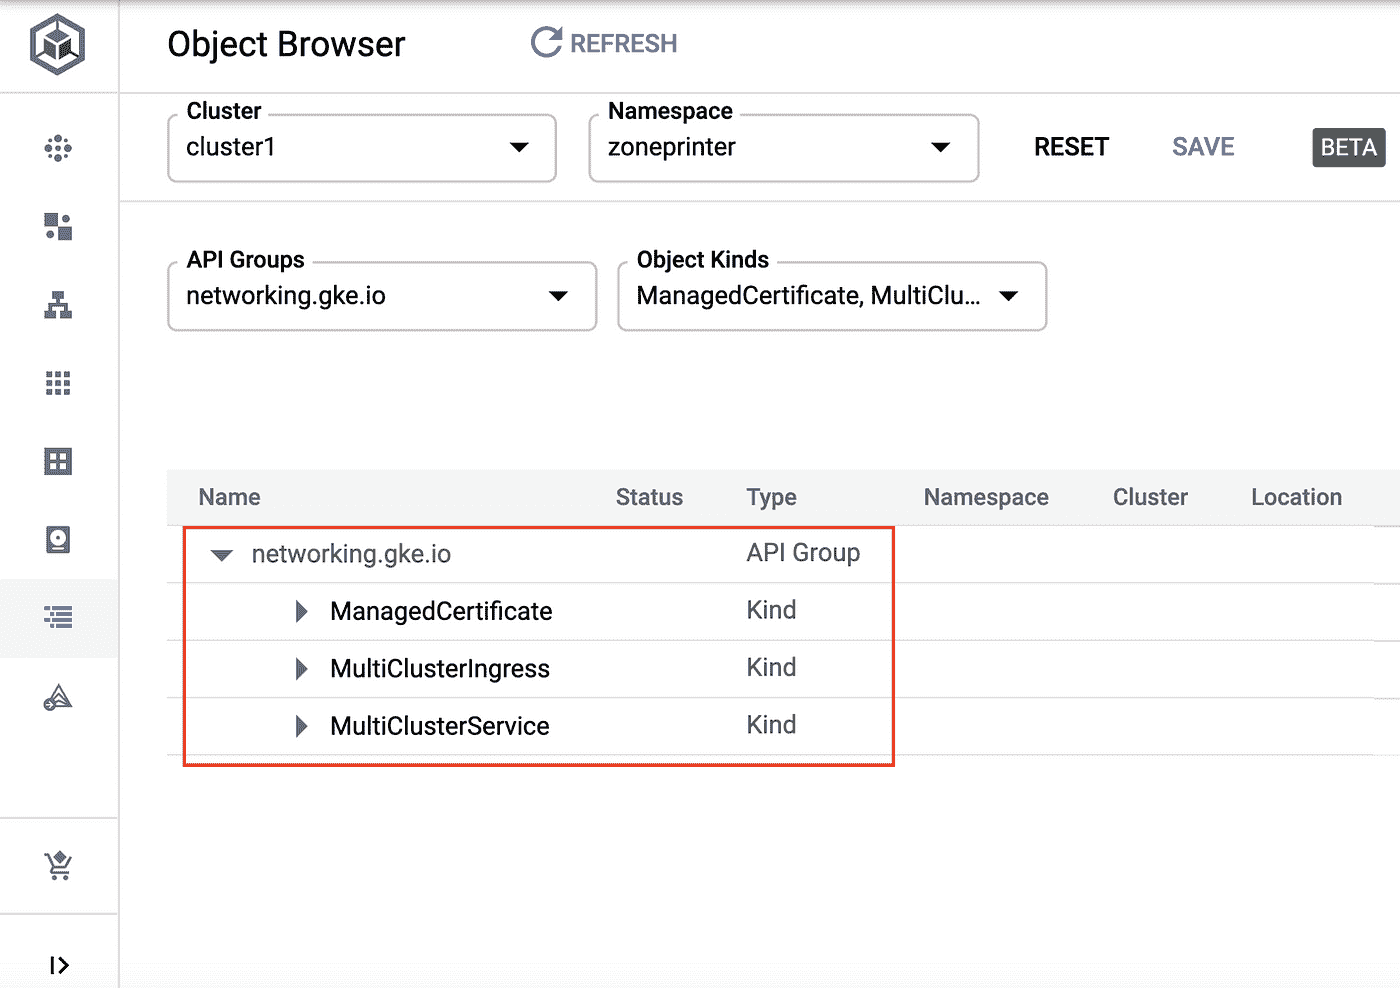 Object Browser REFRESH
Cluster Namespace
cluster1 zoneprinter RESET SAVE BETA
API Groups Object Kinds
networking.gke.io ManagedCertificate, MultiClu...
Name Status Type Namespace Cluster Location
networking.gke.io API Group
ManagedCertificate Kind
MultiClusterIngress Kind
MultiClusterService Kind